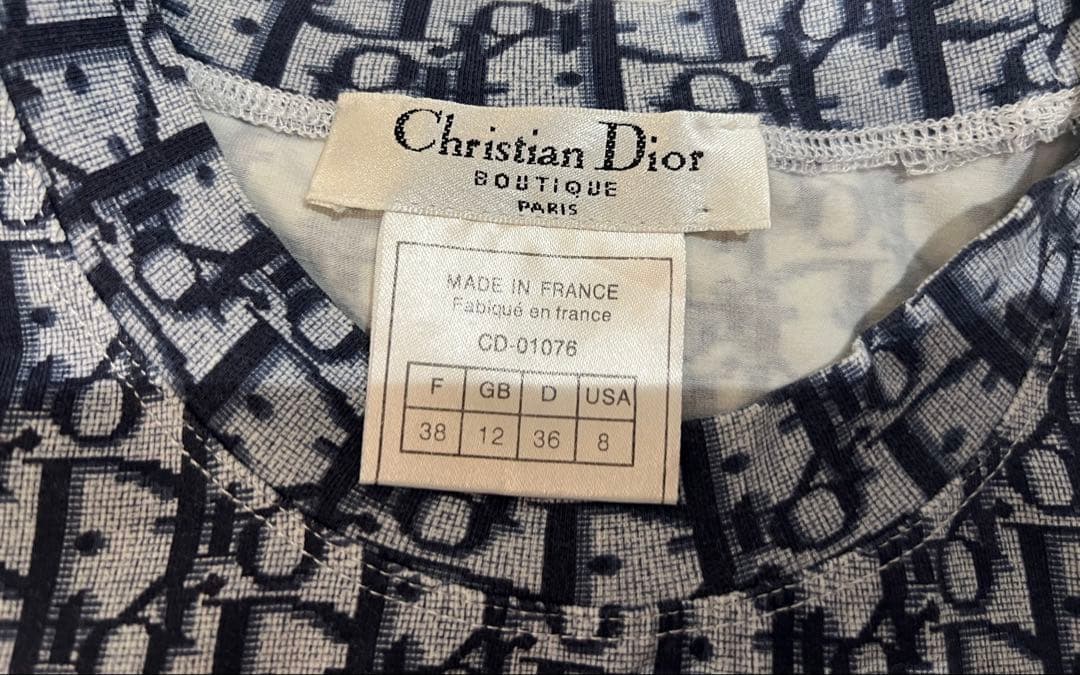 Christian Dior
BOUTIQUE
PARIS
MADE IN FRANCE
Fabiqué en france
CD-01076
F GB D USA
38 12 36 8